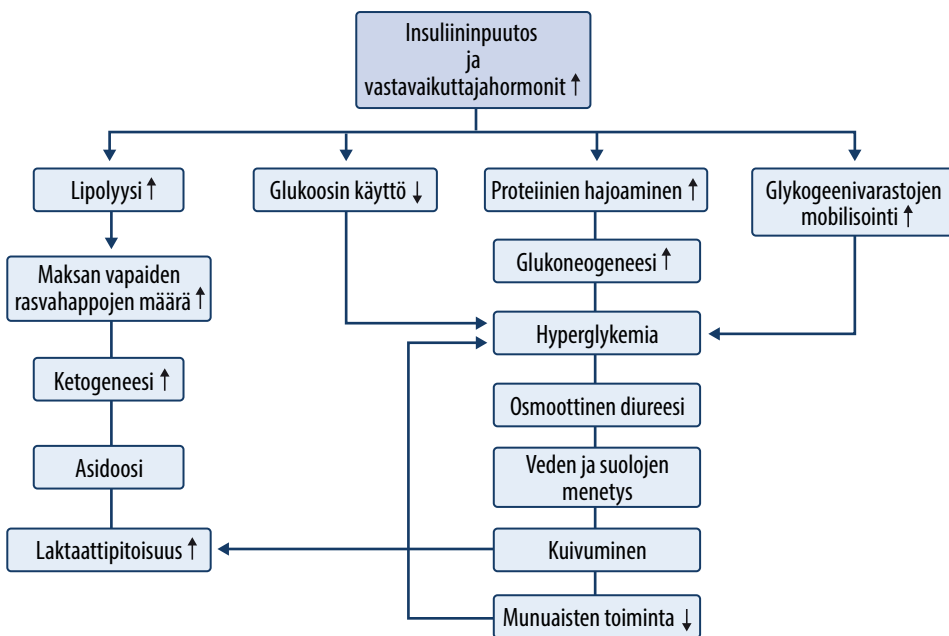 Insuliininpuutos
ja
vastavaikuttajahormonit ↑
Lipolyysi ↑
Glukoosin käyttö ↓
Proteiinien hajoaminen ↑
Glykogeenivarastojen
mobilisointi ↑
Maksan vapaiden
rasvahappojen määrä ↑
Glukoneogeneesi ↑
Hyperglykemia
Ketogeneesi ↑
Osmoottinen diureesi
Asidoosi
Veden ja suolojen
menetys
Laktaattipitoisuus ↑
Kuivuminen
Munuaisten toiminta ↓